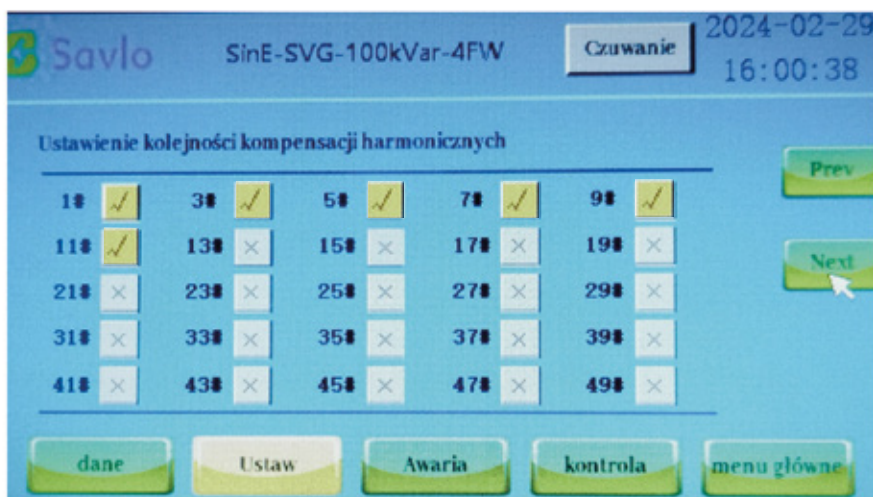 Savlo
SinE-SVG-100kVar-4FW
Czuwanie
2024-02-29
16:00:38
Ustawienie kolejności kompensacji harmonicznych
1# 3# 5# 7# 9#
11# 13# 15# 17# 19#
21# 23# 25# 27# 29#
31# 33# 35# 37# 39#
41# 43# 45# 47# 49#
Prev
Next
dane Ustaw Awaria kontrola menu główne